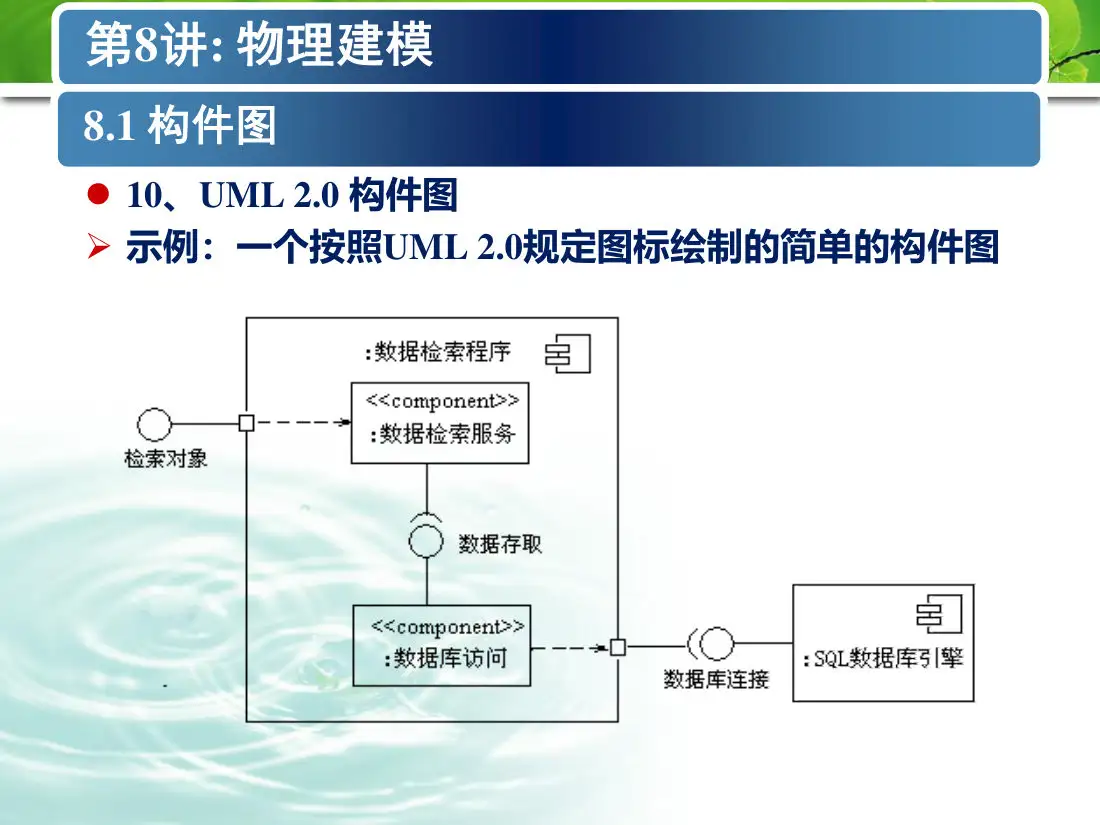 第8讲: 物理建模
8.1 构件图
10、UML 2.0 构件图
示例：一个按照UML 2.0规定图标绘制的简单的构件图
:数据检索程序
<<component>>
:数据检索服务
检索对象
数据存取
<<component>>
:数据库访问
:SQL数据库引擎
数据库连接